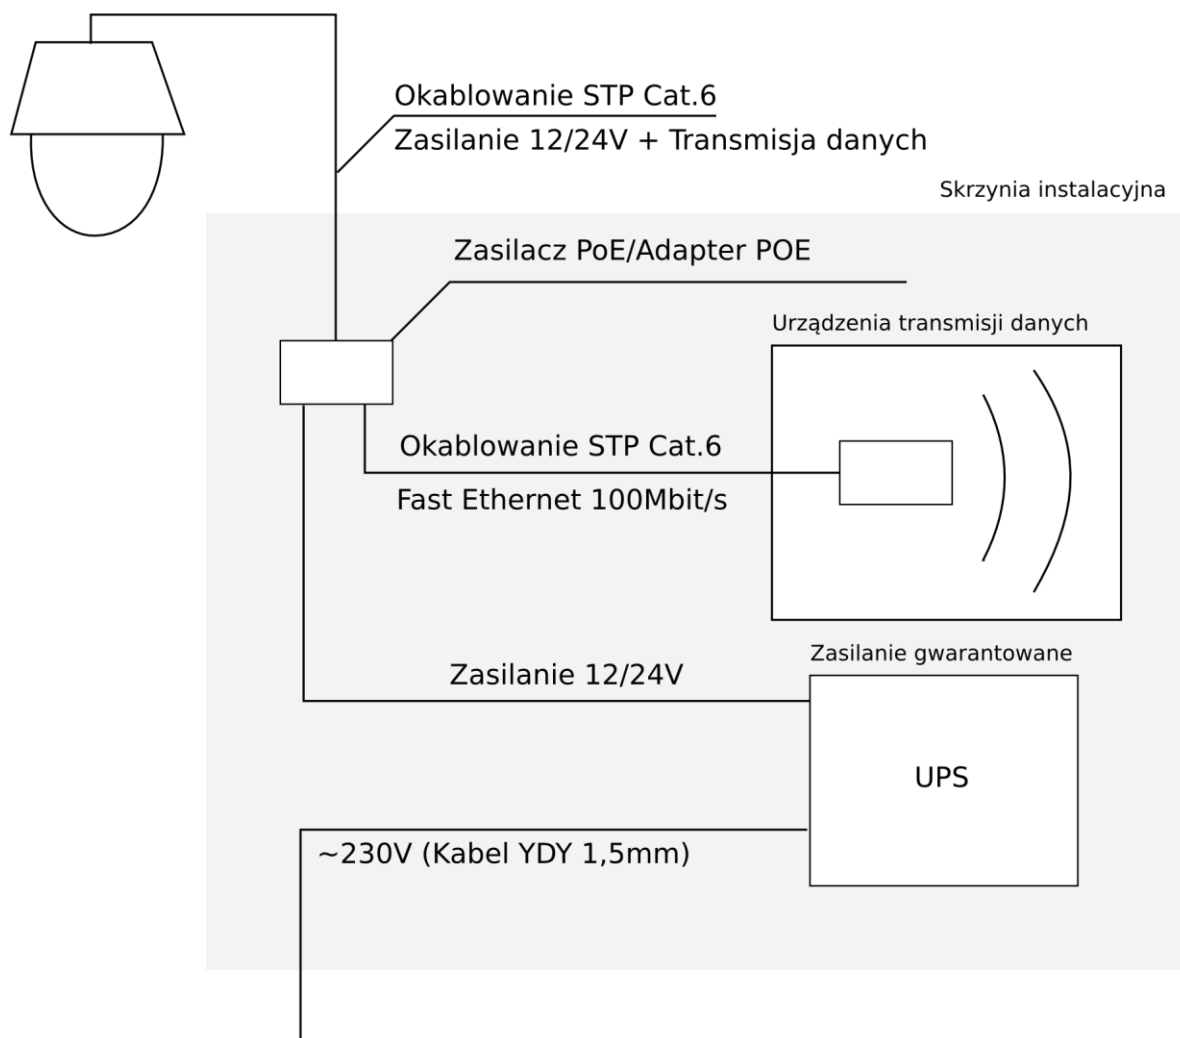 Okablowanie STP Cat.6
Zasilanie 12/24V + Transmisja danych
Skrzynia instalacyjna
Zasilacz PoE/Adapter POE
Urządzenia transmisji danych
Okablowanie STP Cat.6
Fast Ethernet 100Mbit/s
Zasilanie gwarantowane
Zasilanie 12/24V
UPS
~230V (Kabel YDY 1,5mm)